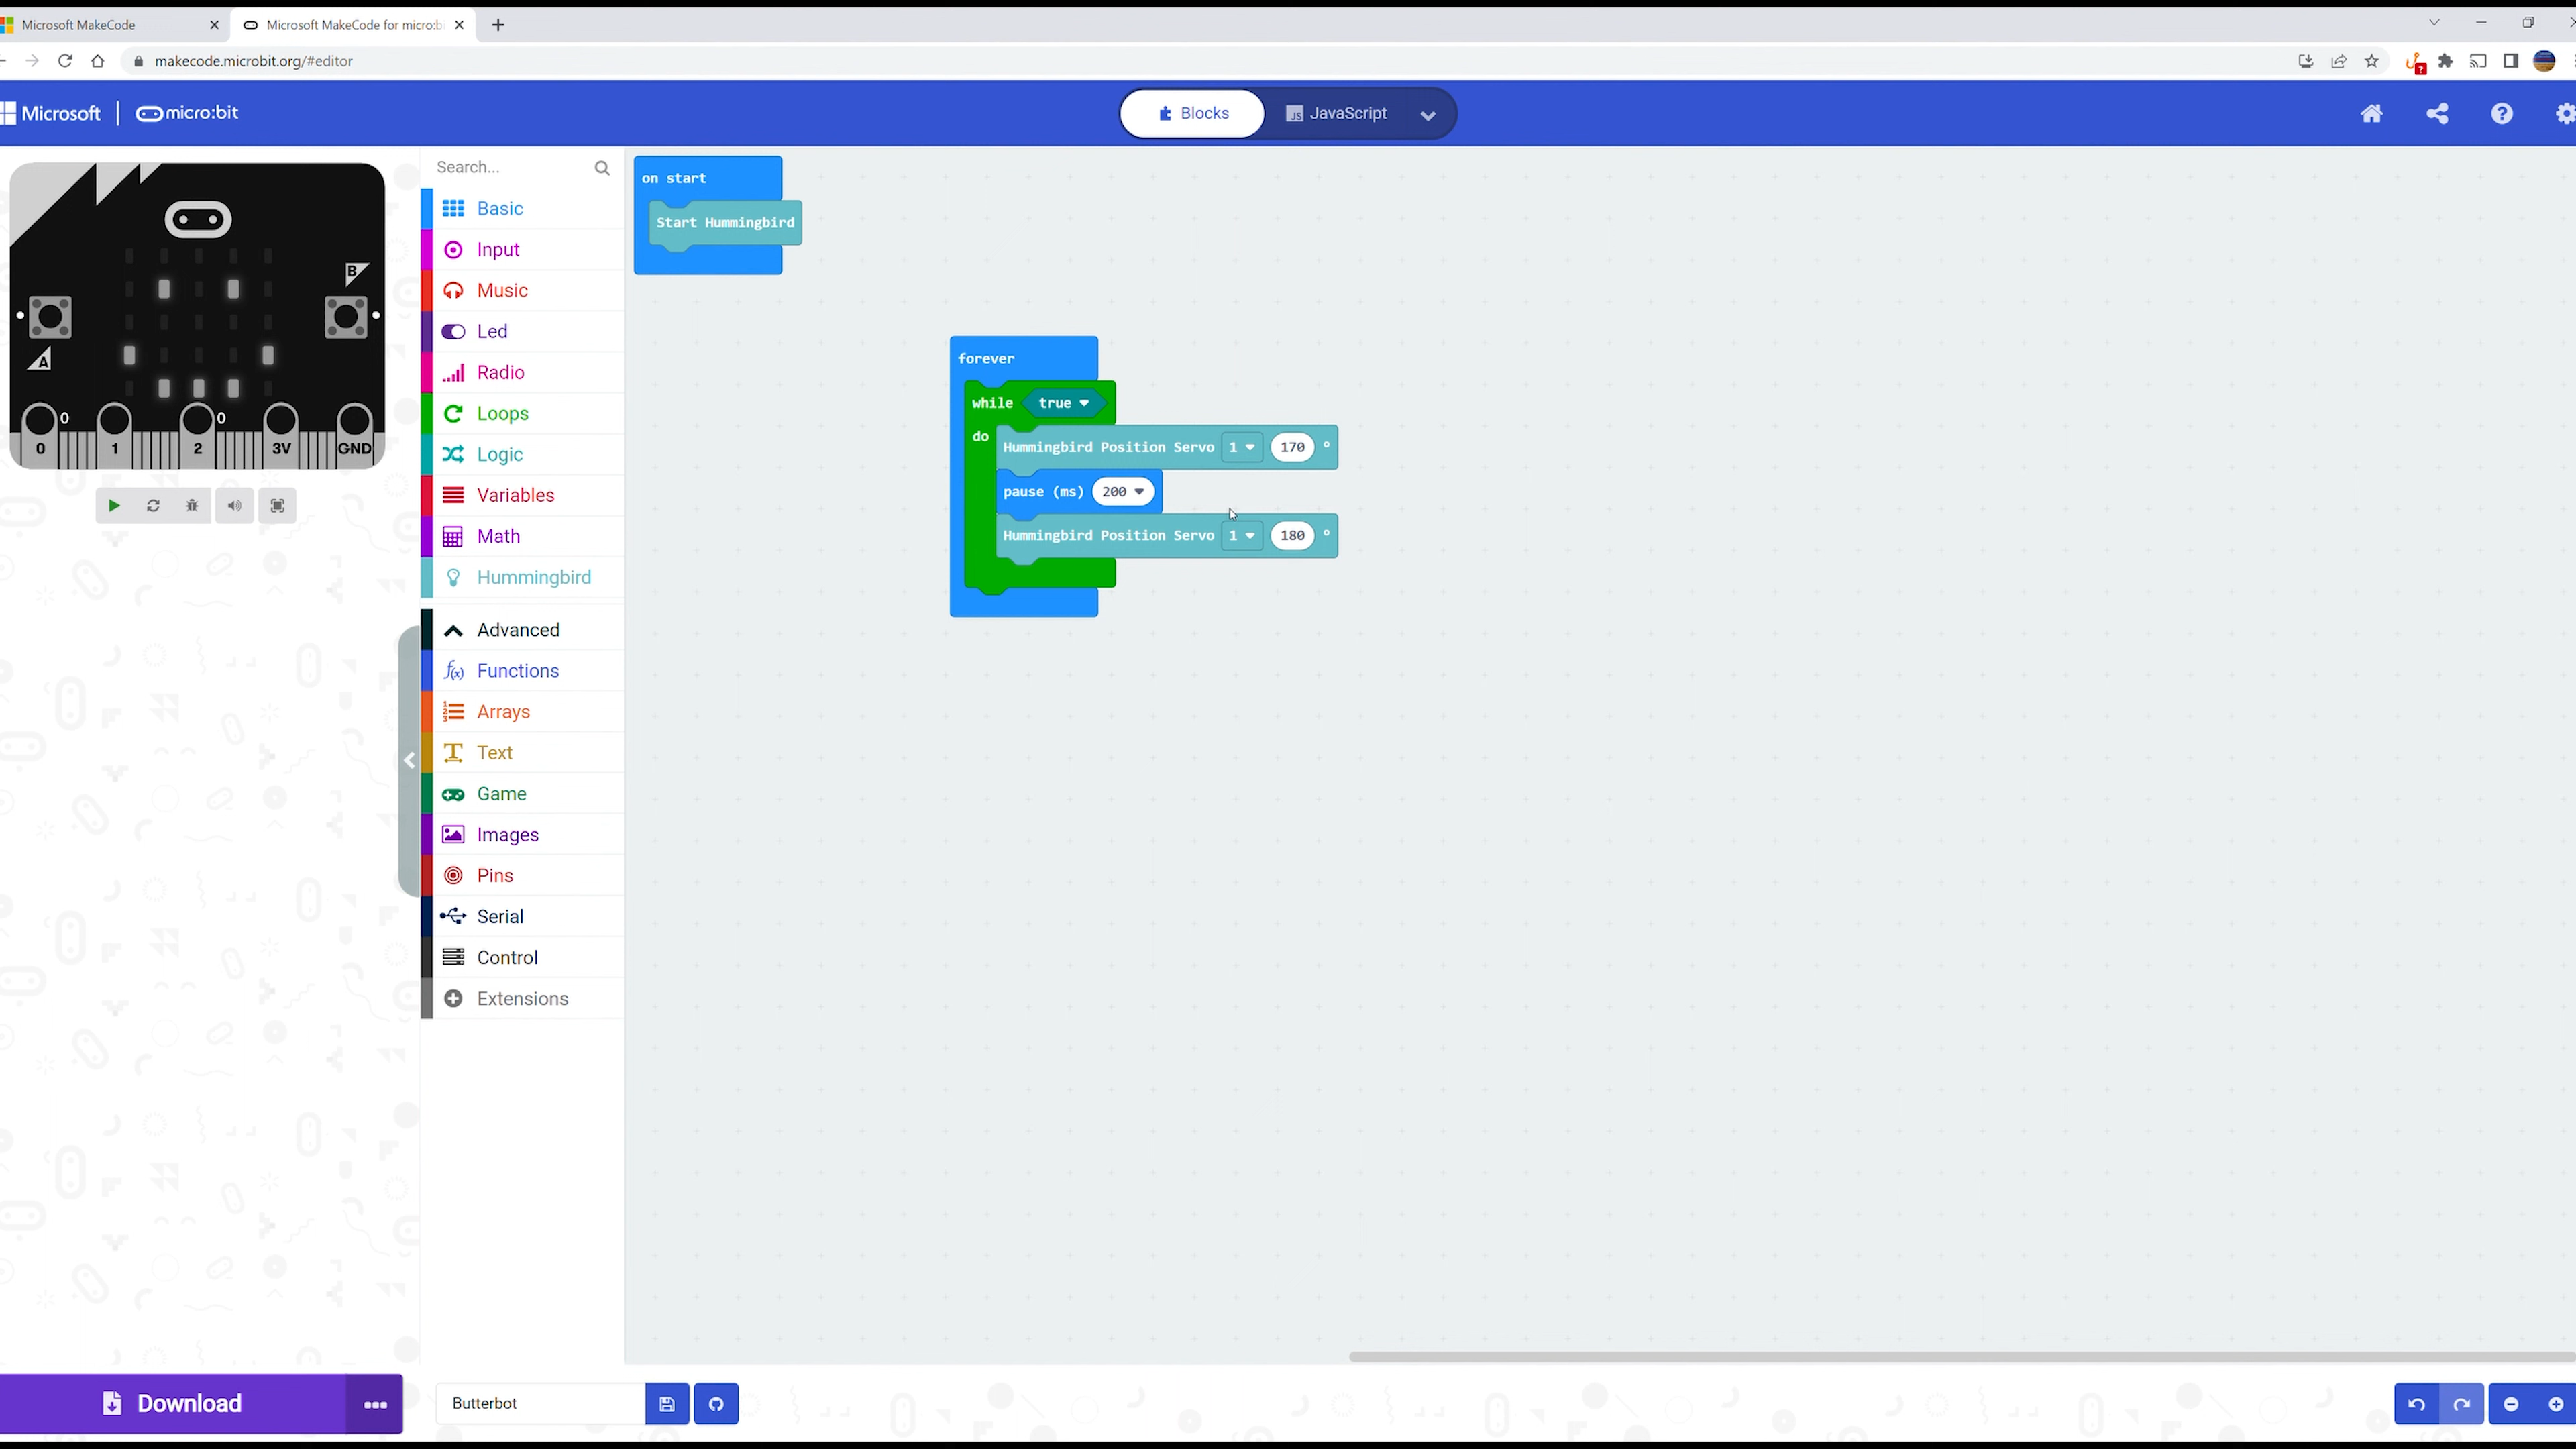 Microsoft MakeCode
Microsoft MakeCode for micro:bi
makecode.microbit.org/#editor
?
Microsoft | micro:bit
Blocks
JS JavaScript
?
B
A
0 0
0 1 2 3V GND
Search...
Basic
Input
Music
Led
Radio
Loops
Logic
Variables
Math
Hummingbird
Advanced
f(x) Functions
Arrays
Text
Game
Images
Pins
Serial
Control
Extensions
on start
Start Hummingbird
forever
while true
do
Hummingbird Position Servo 1 170 °
pause (ms) 200
Hummingbird Position Servo 1 180 °
Download
Butterbot